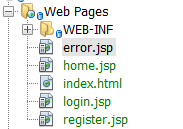 Web Pages
WEB-INF
error.jsp
home.jsp
index.html
login.jsp
register.jsp